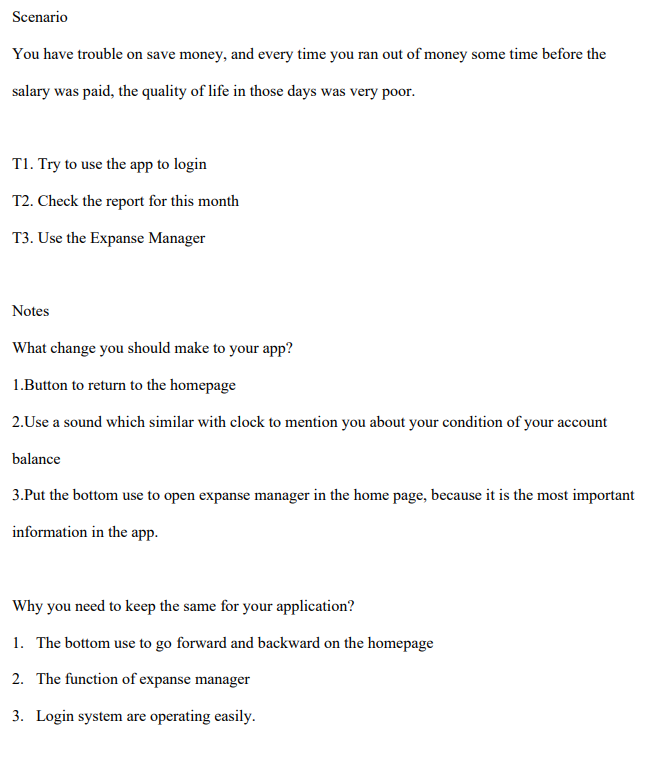 Scenario
You have trouble on save money, and every time you ran out of money some time before the
salary was paid, the quality of life in those days was very poor.
T1. Try to use the app to login
T2. Check the report for this month
T3. Use the Expanse Manager
Notes
What change you should make to your app?
1.Button to return to the homepage
2.Use a sound which similar with clock to mention you about your condition of your account
balance
3.Put the bottom use to open expanse manager in the home page, because it is the most important
information in the app.
Why you need to keep the same for your application?
1. The bottom use to go forward and backward on the homepage
2. The function of expanse manager
3. Login system are operating easily.